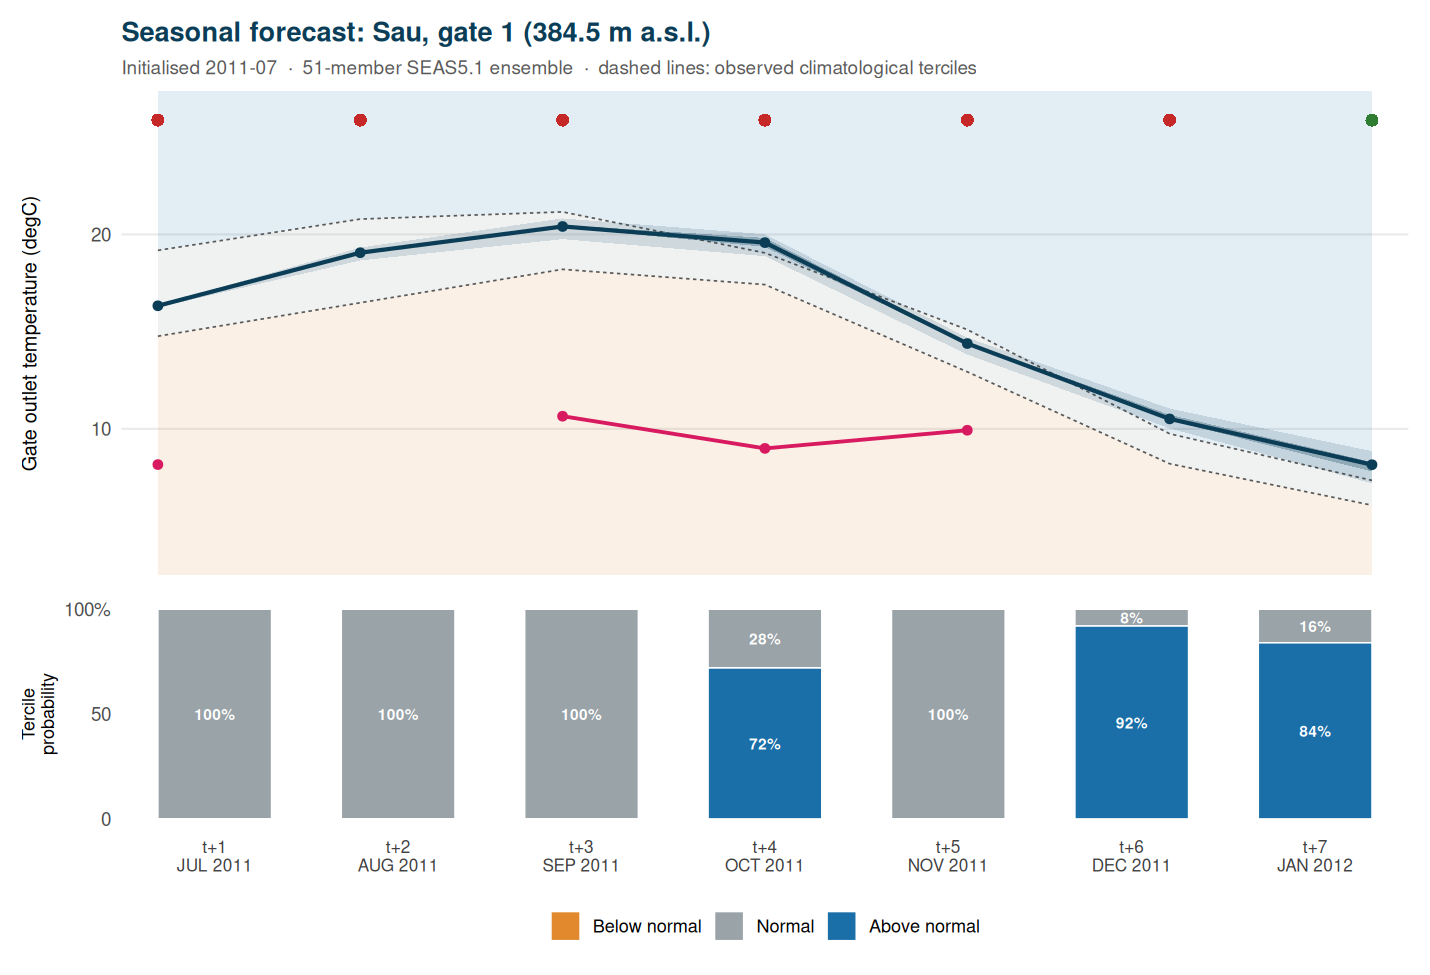 Seasonal forecast: Sau, gate 1 (384.5 m a.s.l.)
Initialised 2011-07 · 51-member SEAS5.1 ensemble · dashed lines: observed climatological terciles
Gate outlet temperature (degC)
20
10
Tercile
probability
100%
50
0
100%
100%
100%
28%
72%
100%
8%
92%
16%
84%
t+1
JUL 2011
t+2
AUG 2011
t+3
SEP 2011
t+4
OCT 2011
t+5
NOV 2011
t+6
DEC 2011
t+7
JAN 2012
Below normal
Normal
Above normal